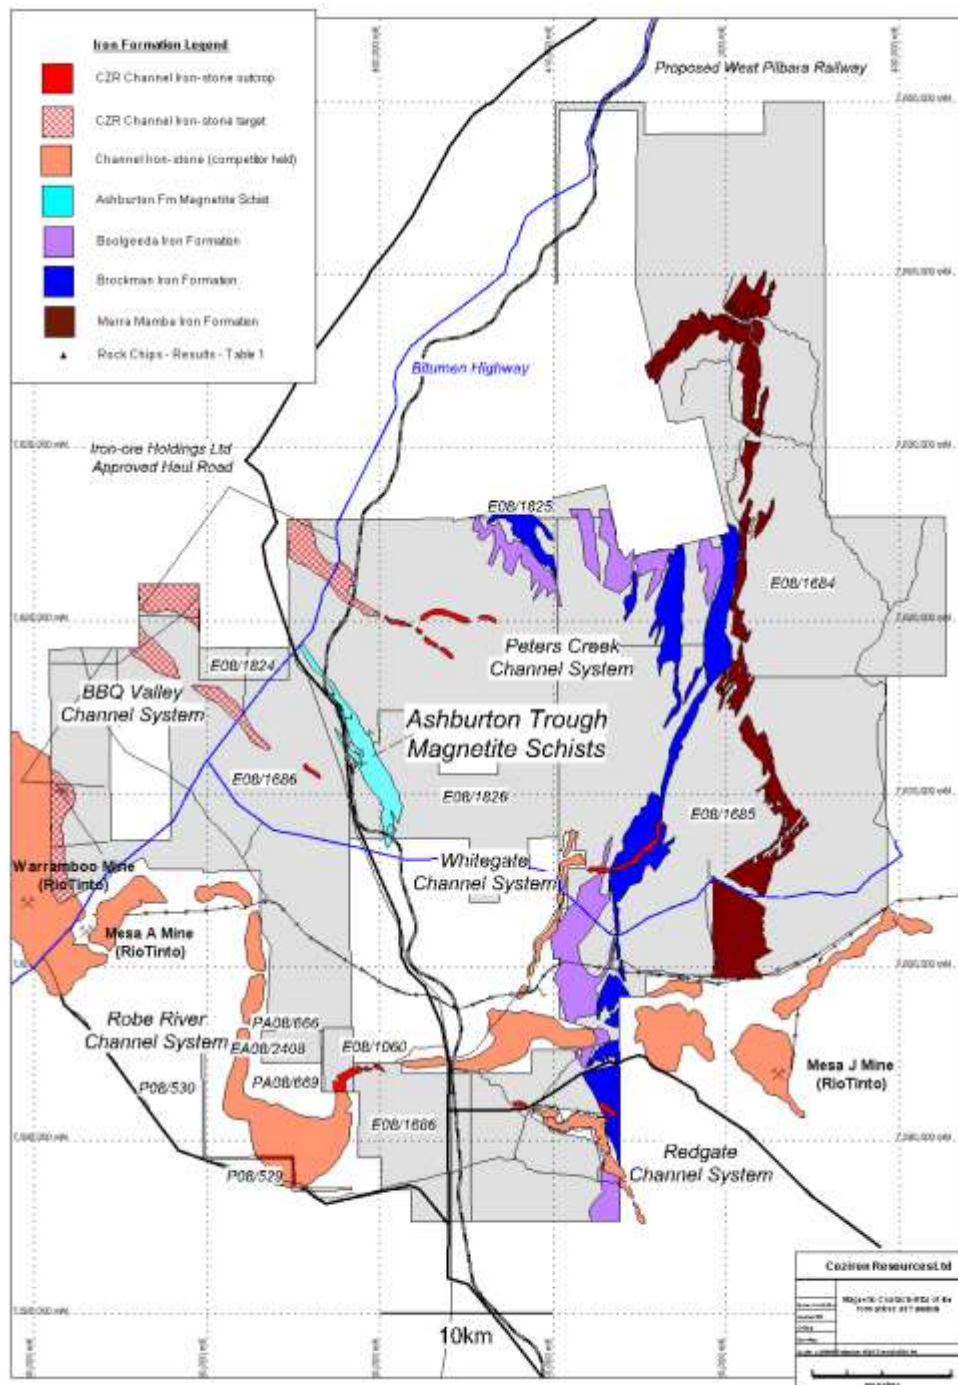 Iron Formation Legend
CZR Channel Iron-stone outcrop
CZR Channel Iron-stone target
Channel Iron-stone (competitor held)
Ashburton Fm Magnetite Schist
Boolgeeda Iron Formation
Brockman Iron Formation
Marra Mamba Iron Formation
Rock Chips - Results - Table 1
Proposed West Pilbara Railway
Bitumen Highway
Iron-ore Holdings Ltd
Approved Haul Road
E08/1825
E08/1684
Peters Creek
Channel System
E08/1824
BBQ Valley
Channel System
Ashburton Trough
Magnetite Schists
E08/1686
E08/1826
E08/1685
Whitegate
Channel System
Warramboo Mine
(RioTinto)
Mesa A Mine
(RioTinto)
Robe River
Channel System
PA08/666
EA08/2408
E08/1060
PA08/669
P08/530
Mesa J Mine
(RioTinto)
E08/1686
Redgate
Channel System
P08/529
10km
Coziron Resources Ltd